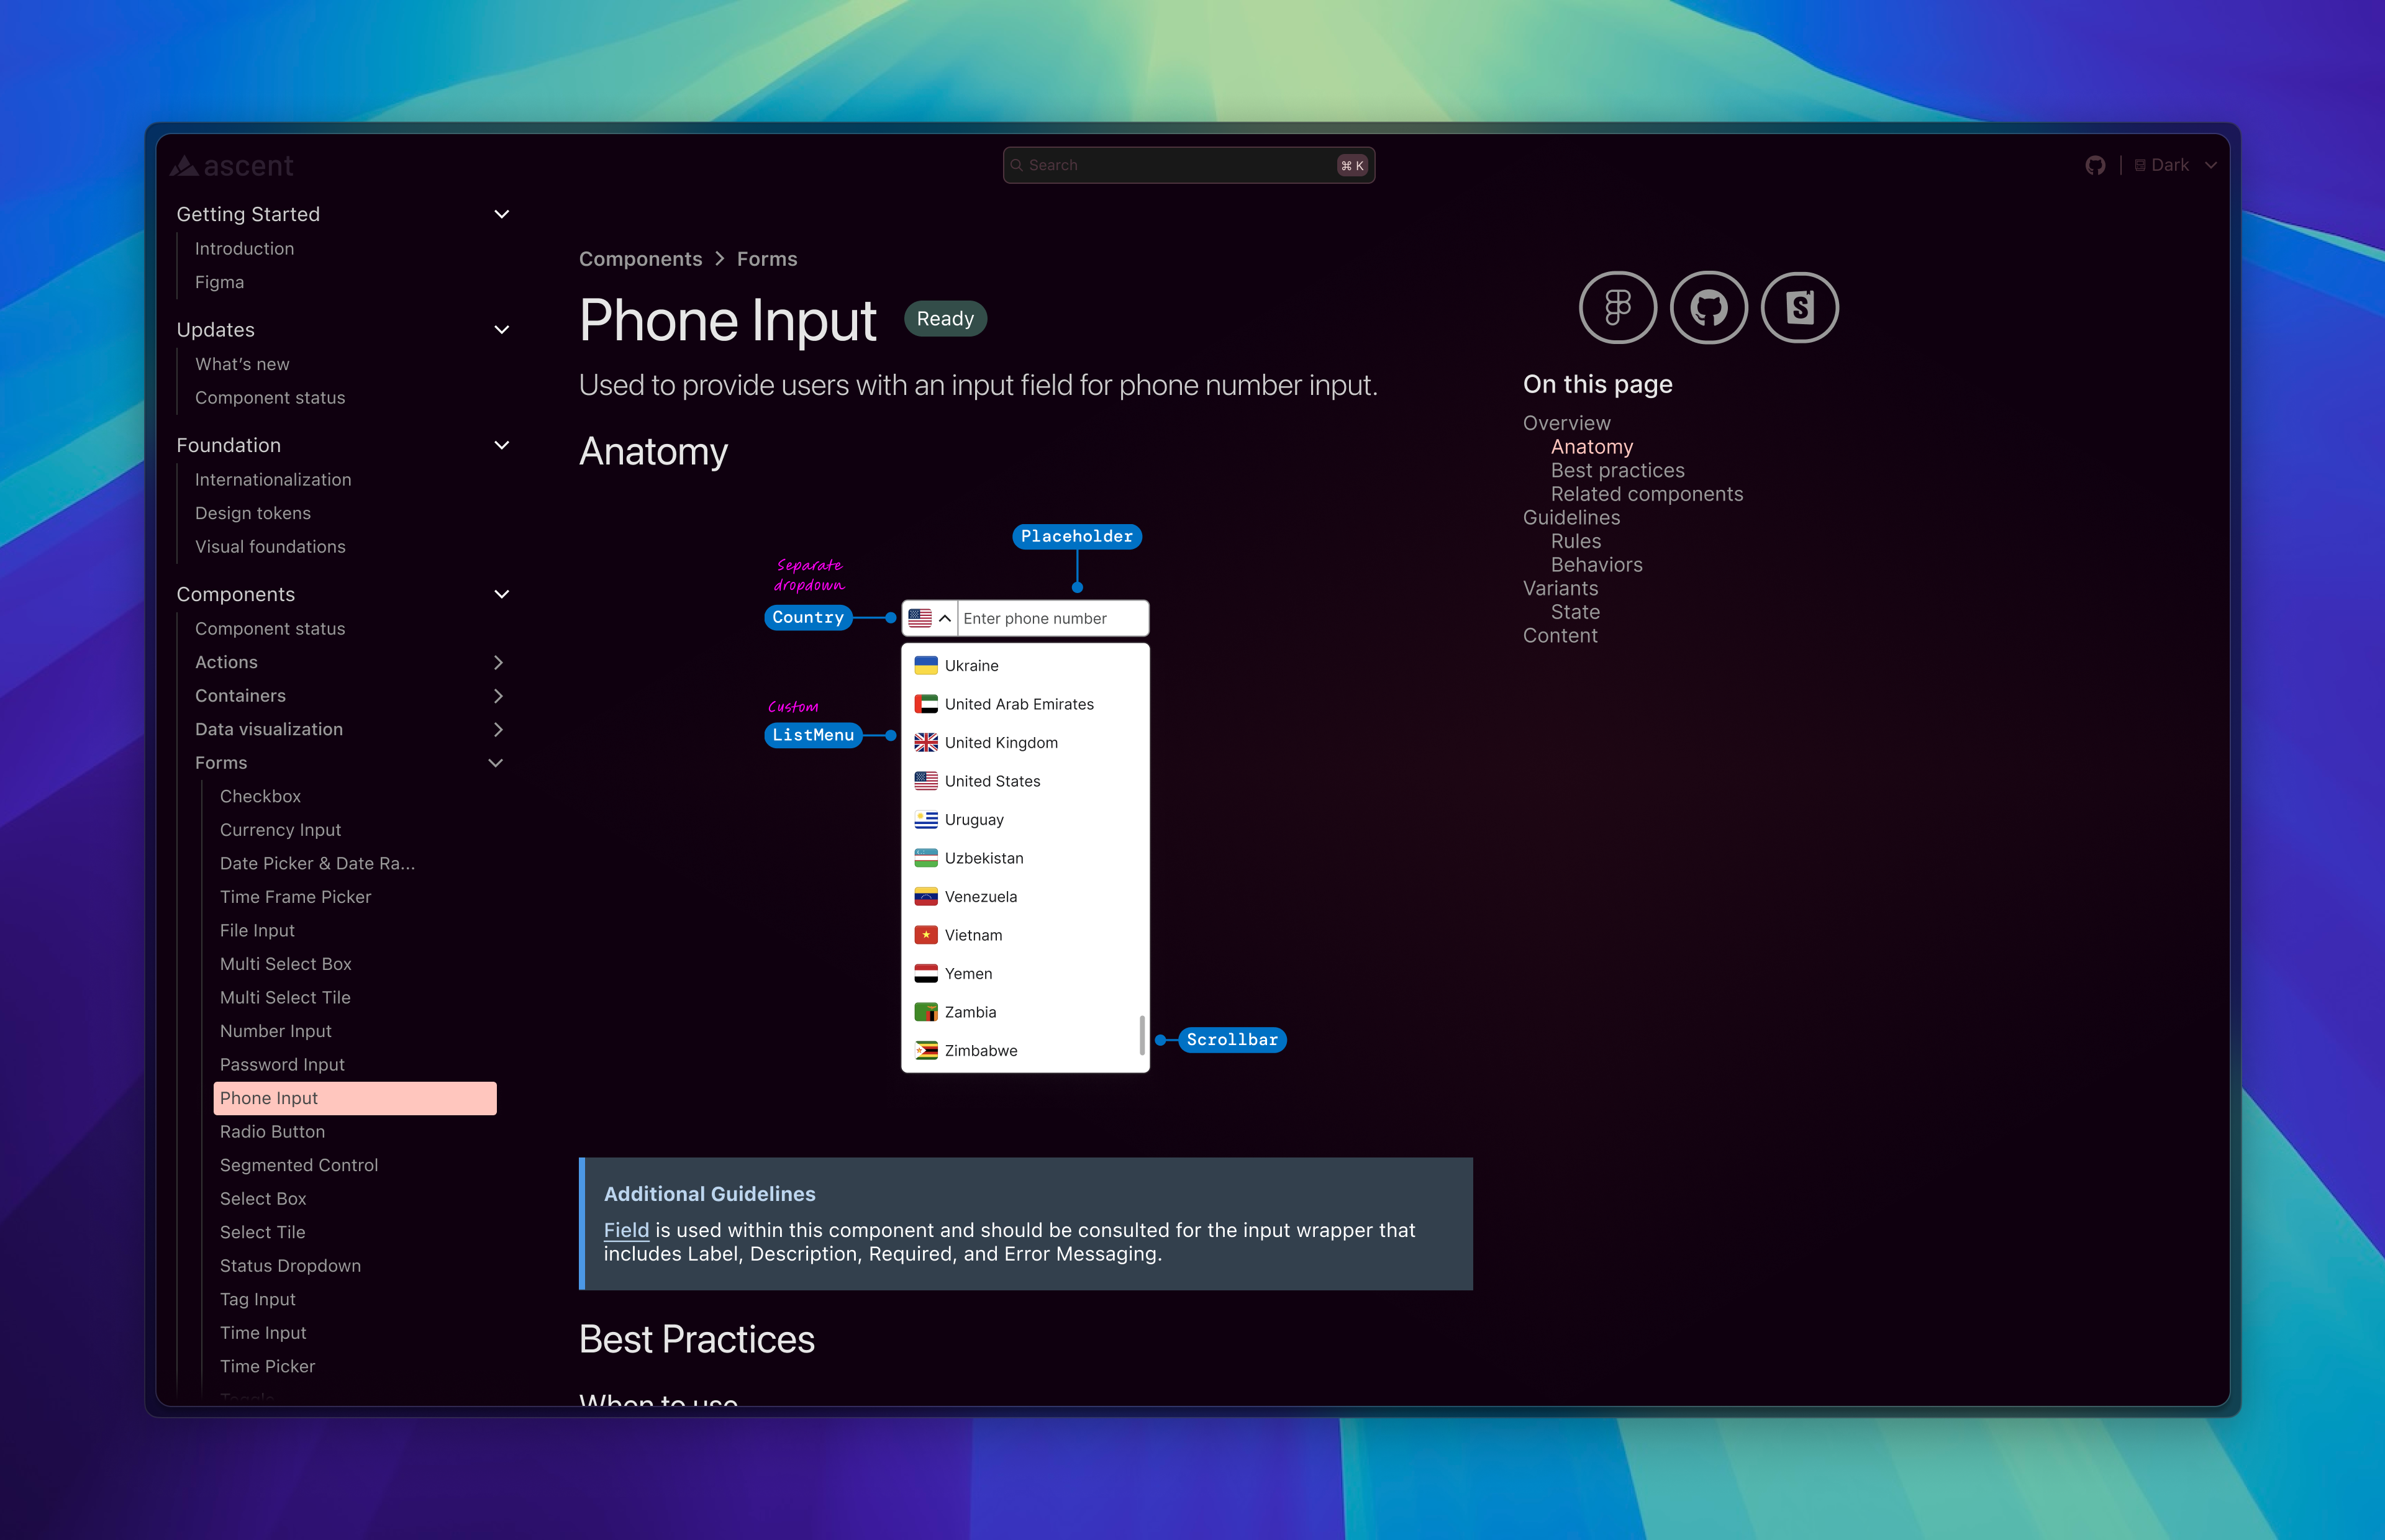 ascent
Search
⌘ K
Dark
Getting Started
Introduction
Figma
Updates
What's new
Component status
Foundation
Internationalization
Design tokens
Visual foundations
Components
Component status
Actions
Containers
Data visualization
Forms
Checkbox
Currency Input
Date Picker & Date Ra...
Time Frame Picker
File Input
Multi Select Box
Multi Select Tile
Number Input
Password Input
Phone Input
Radio Button
Segmented Control
Select Box
Select Tile
Status Dropdown
Tag Input
Time Input
Time Picker
Toggle
Components > Forms
Phone Input
Ready
Used to provide users with an input field for phone number input.
Anatomy
Placeholder
Separate
dropdown
Country
Enter phone number
Custom
ListMenu
Ukraine
United Arab Emirates
United Kingdom
United States
Uruguay
Uzbekistan
Venezuela
Vietnam
Yemen
Zambia
Zimbabwe
Scrollbar
Additional Guidelines
Field is used within this component and should be consulted for the input wrapper that
includes Label, Description, Required, and Error Messaging.
Best Practices
When to use
S
On this page
Overview
Anatomy
Best practices
Related components
Guidelines
Rules
Behaviors
Variants
State
Content